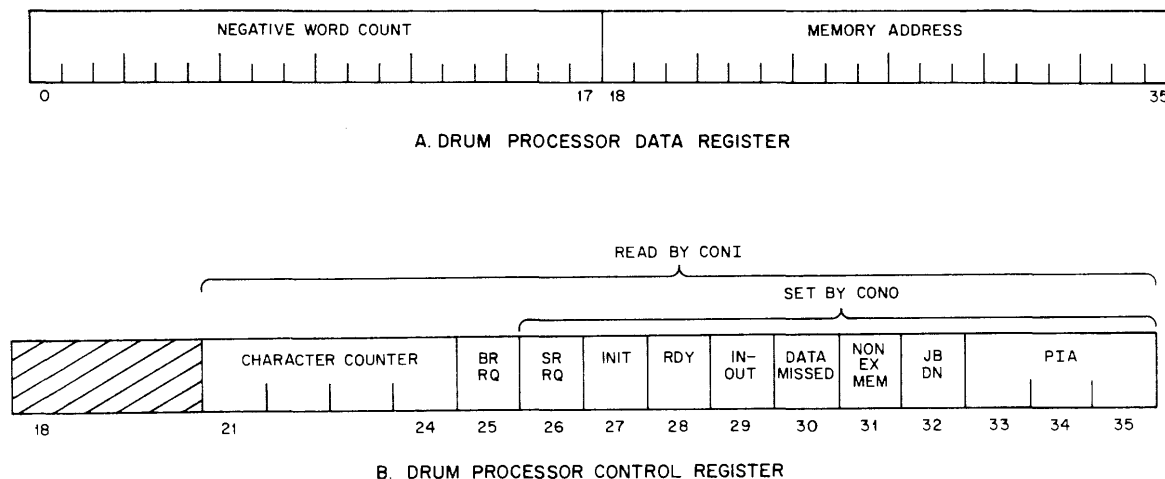 NEGATIVE WORD COUNT MEMORY ADDRESS
0 17 18 35
A. DRUM PROCESSOR DATA REGISTER
READ BY CONI
SET BY CONO
CHARACTER COUNTER BR RQ SR RQ INIT RDY IN-OUT DATA MISSED NON EX MEM JB DN PIA
18 21 24 25 26 27 28 29 30 31 32 33 34 35
B. DRUM PROCESSOR CONTROL REGISTER